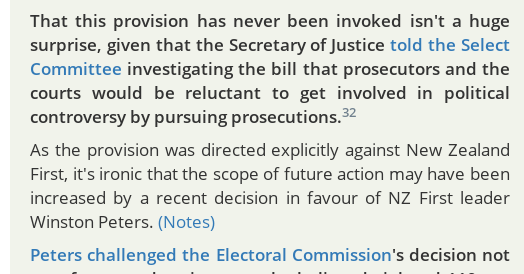 That this provision has never been invoked isn't a huge
surprise, given that the Secretary of Justice told the Select
Committee investigating the bill that prosecutors and the
courts would be reluctant to get involved in political
controversy by pursuing prosecutions.32
As the provision was directed explicitly against New Zealand
First, it's ironic that the scope of future action may have been
increased by a recent decision in favour of NZ First leader
Winston Peters. (Notes)
Peters challenged the Electoral Commission's decision not